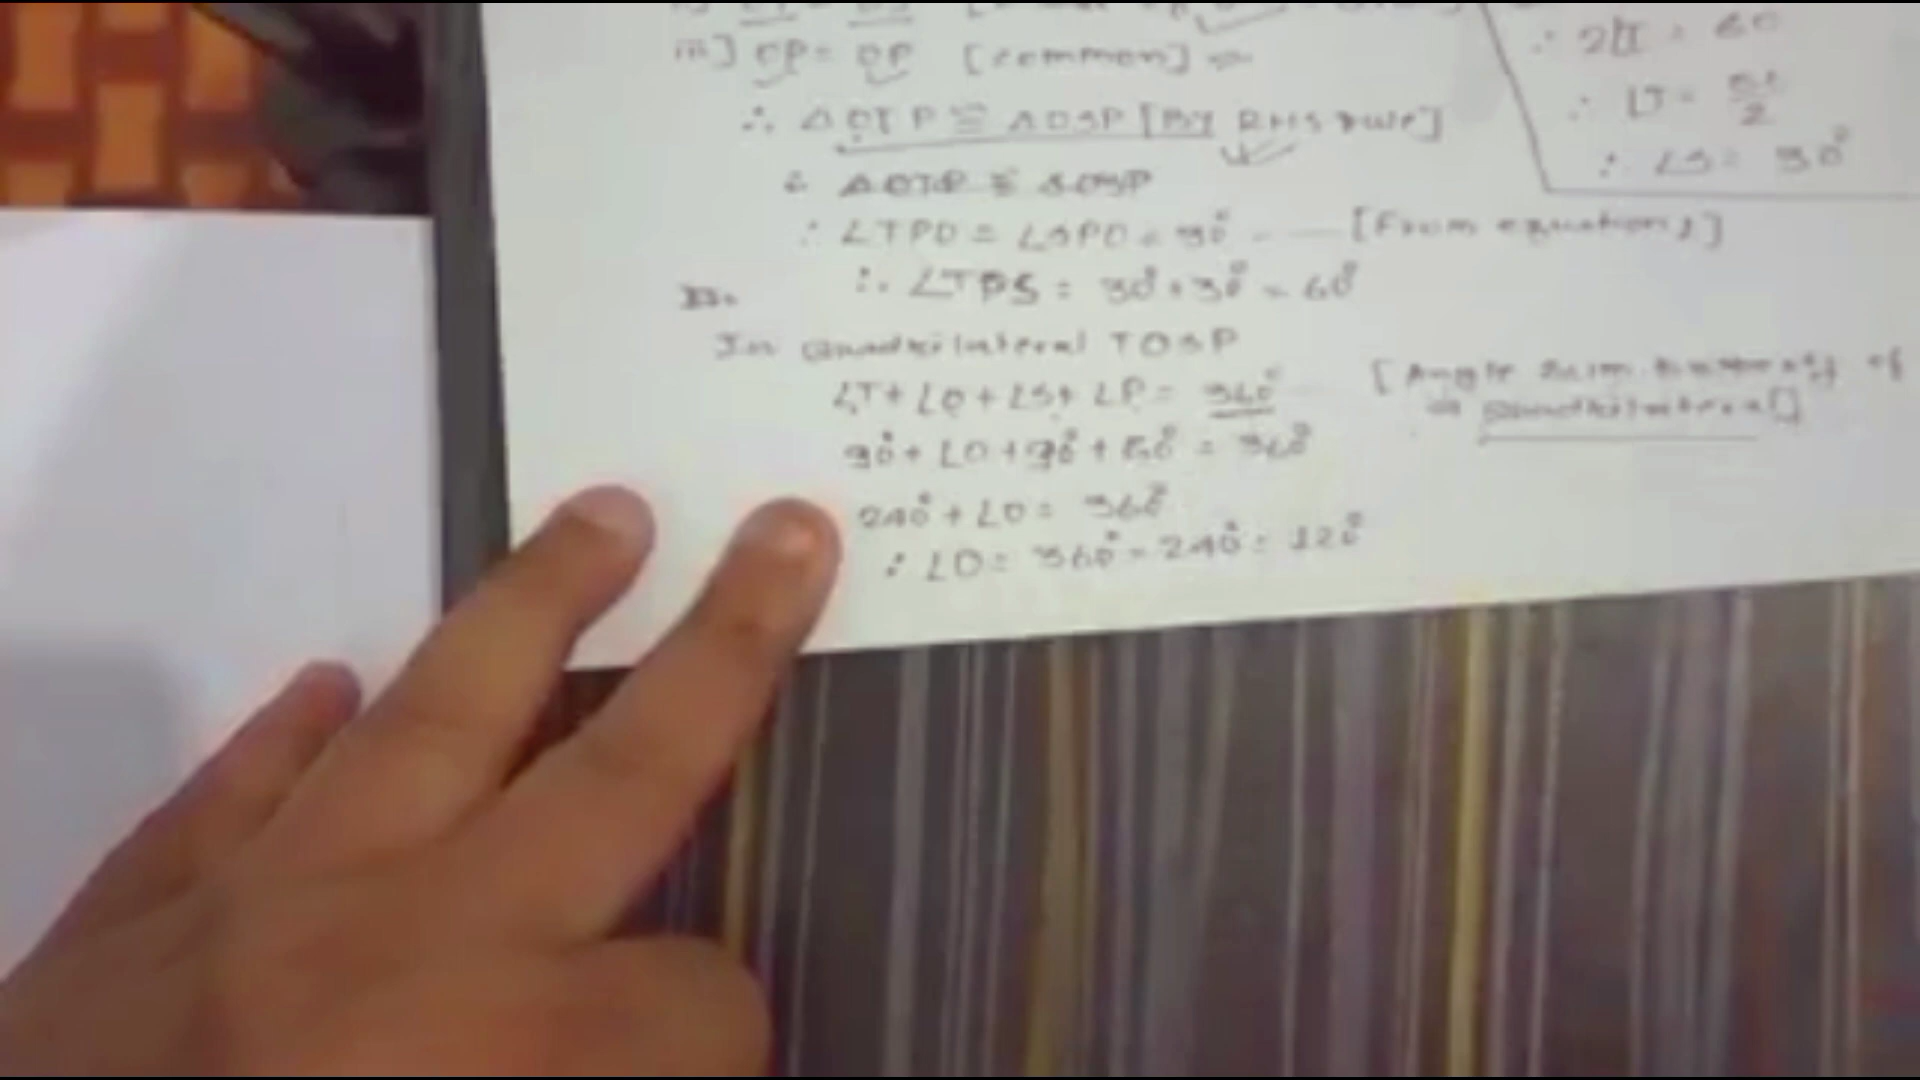 iii] OP = OP [common]
∴ 2∠T = 60
∴ ΔOTP ≅ ΔOSP [By RHS rule]
∴ ∠S = 30°
∴ ΔOTP ≅ ΔOSP
∴ ∠TPO = ∠SPO = 30° - [From equation 1]
∴ ∠TPS = 30° + 30° = 60°
In Quadrilateral TOSP
∠T + ∠O + ∠S + ∠P = 360° [Angle sum property of a quadrilateral]
90° + ∠O + 90° + 60° = 360°
240° + ∠O = 360°
∴ ∠O = 360° - 240° = 120°